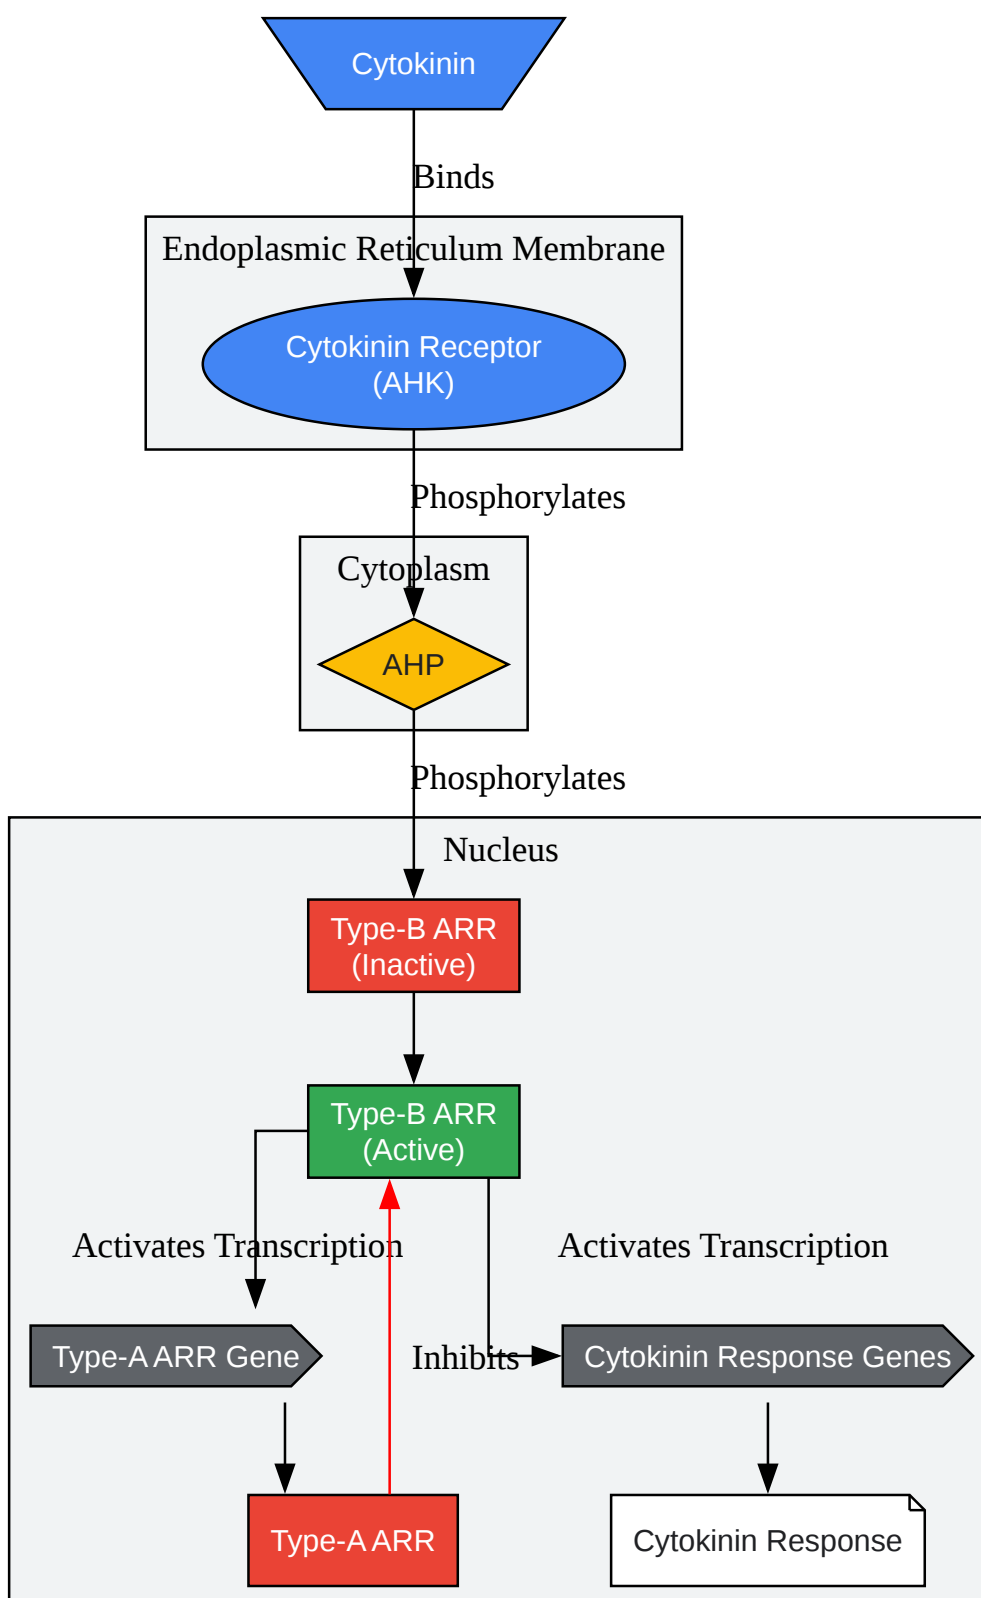 Cytokinin
Binds
Endoplasmic Reticulum Membrane
Cytokinin Receptor
(AHK)
Phosphorylates
Cytoplasm
AHP
Phosphorylates
Nucleus
Type-B ARR
(Inactive)
Type-B ARR
(Active)
Activates Transcription
Activates Transcription
Type-A ARR Gene
Inhibits
Cytokinin Response Genes
Type-A ARR
Cytokinin Response